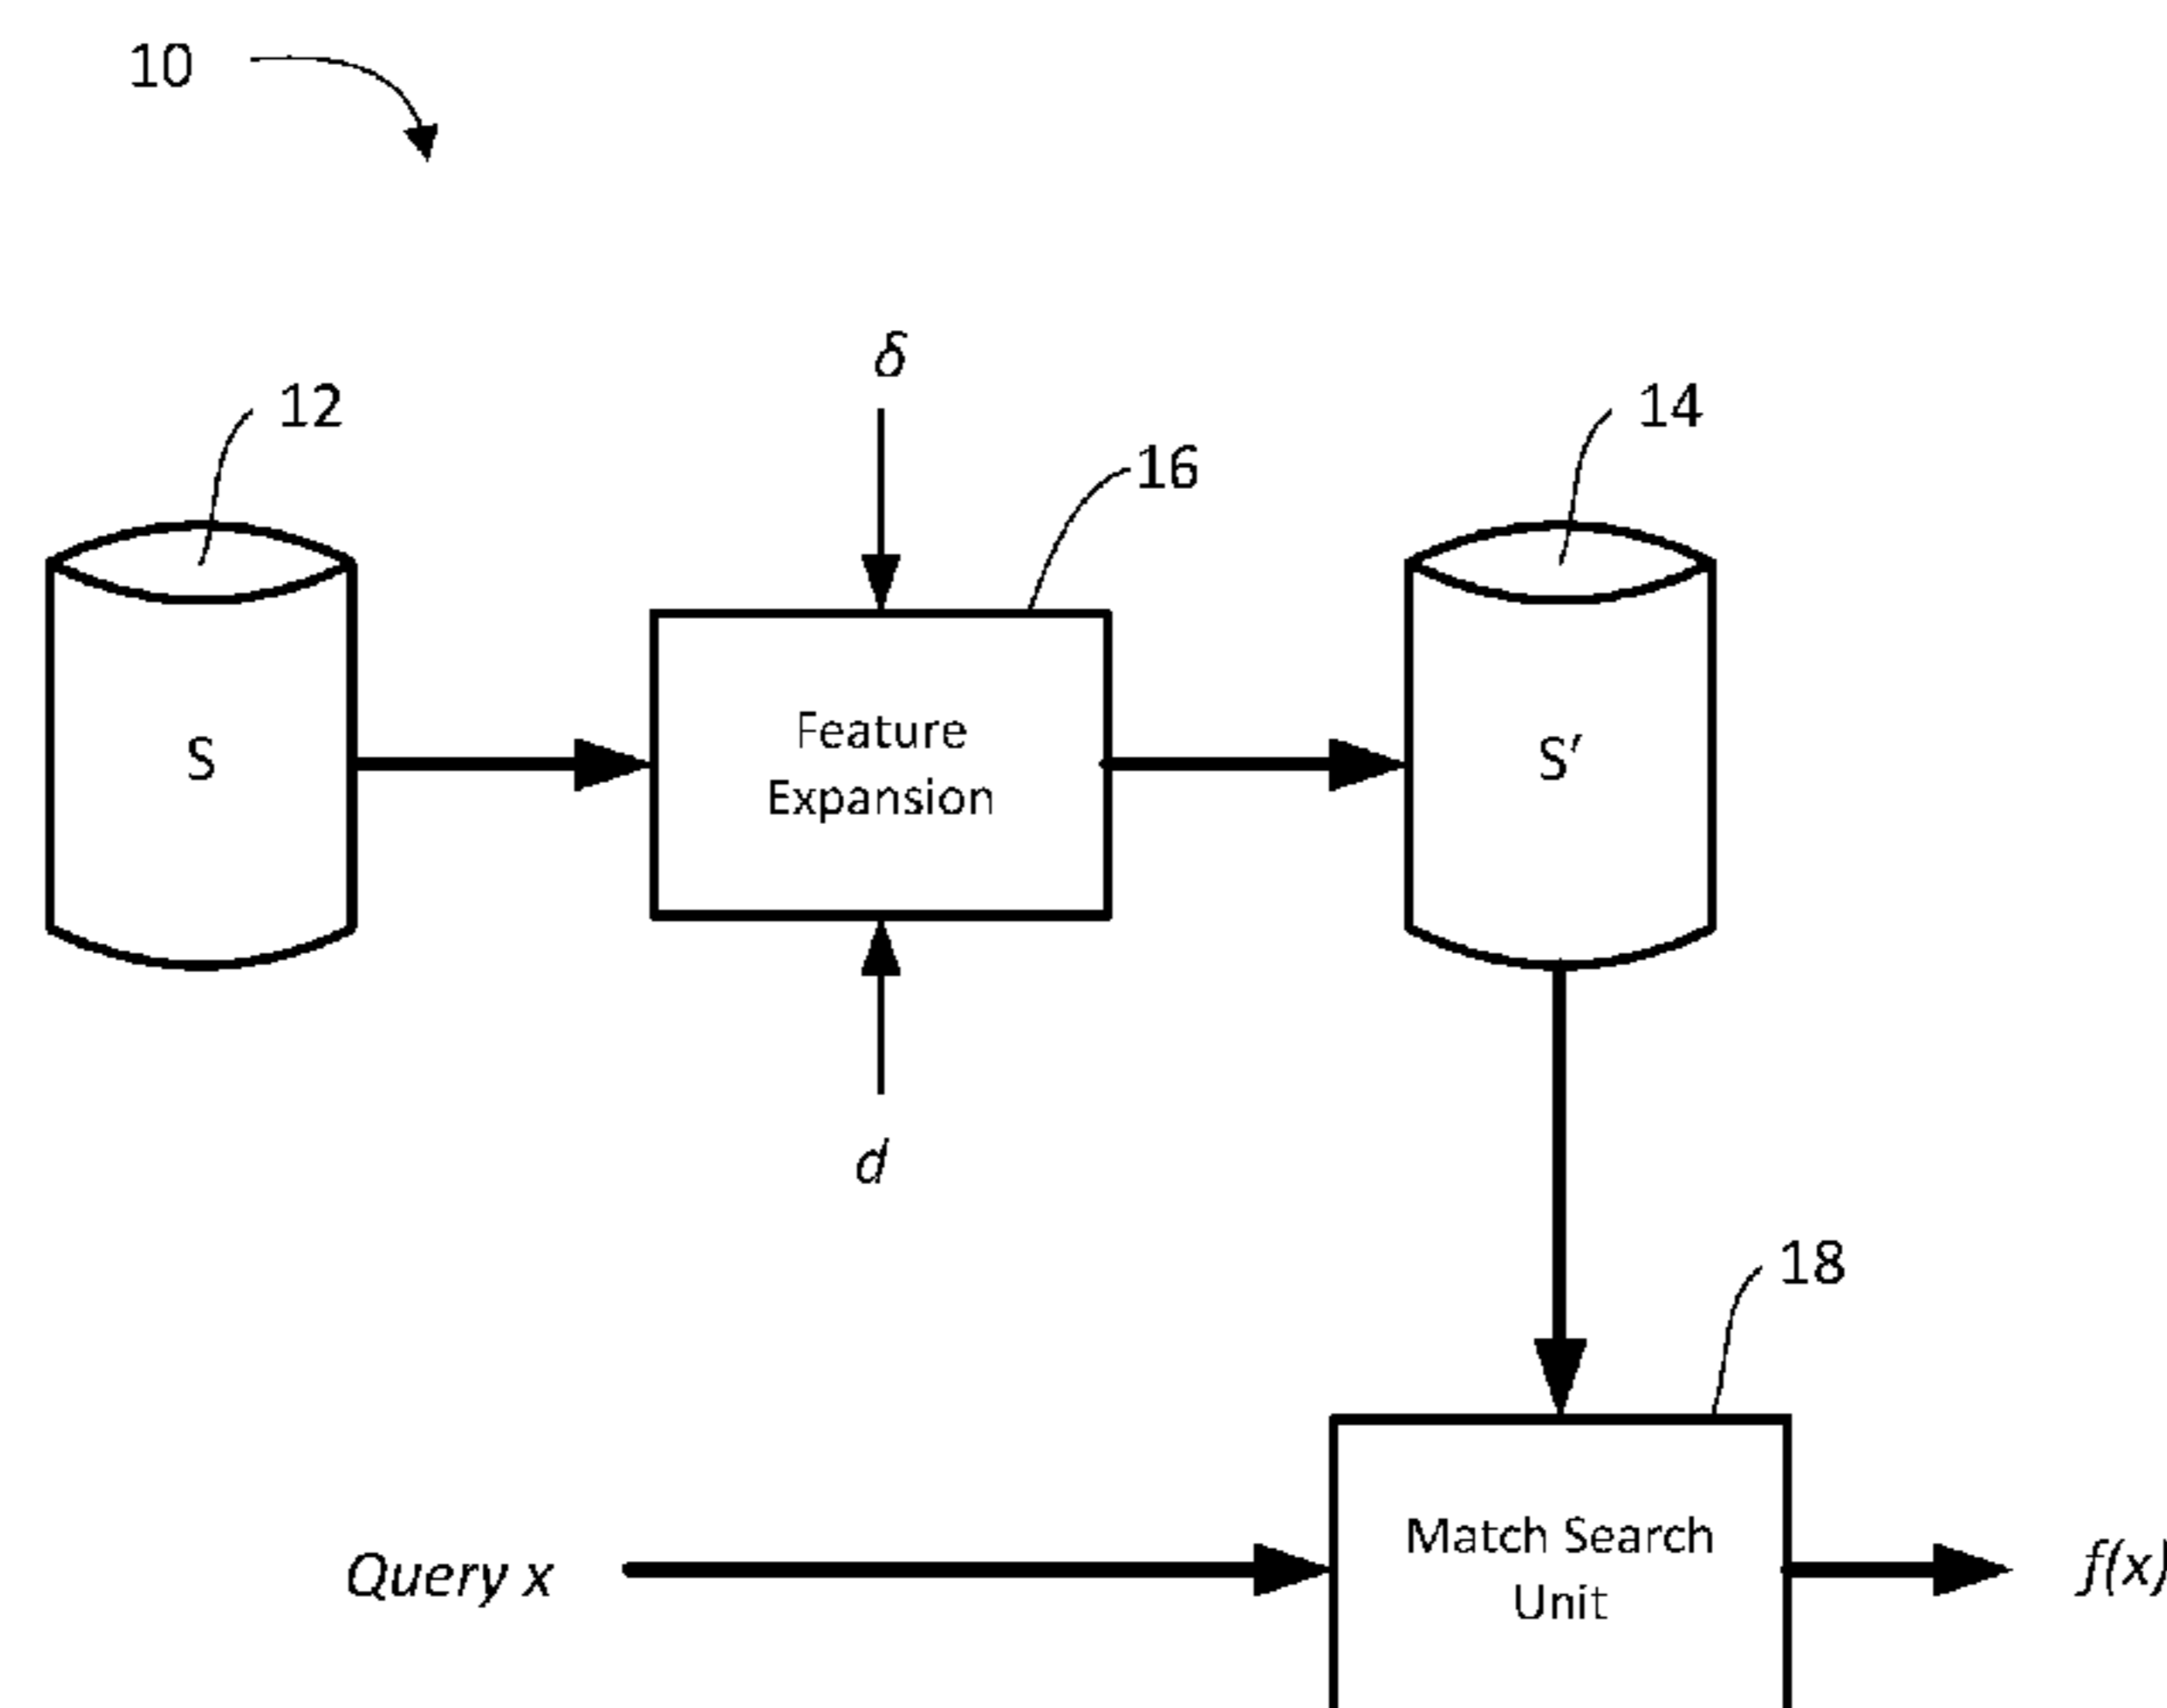 10
δ
12
14
16
S
Feature
Expansion
S'
d
18
Query x
Match Search
Unit
f(x)